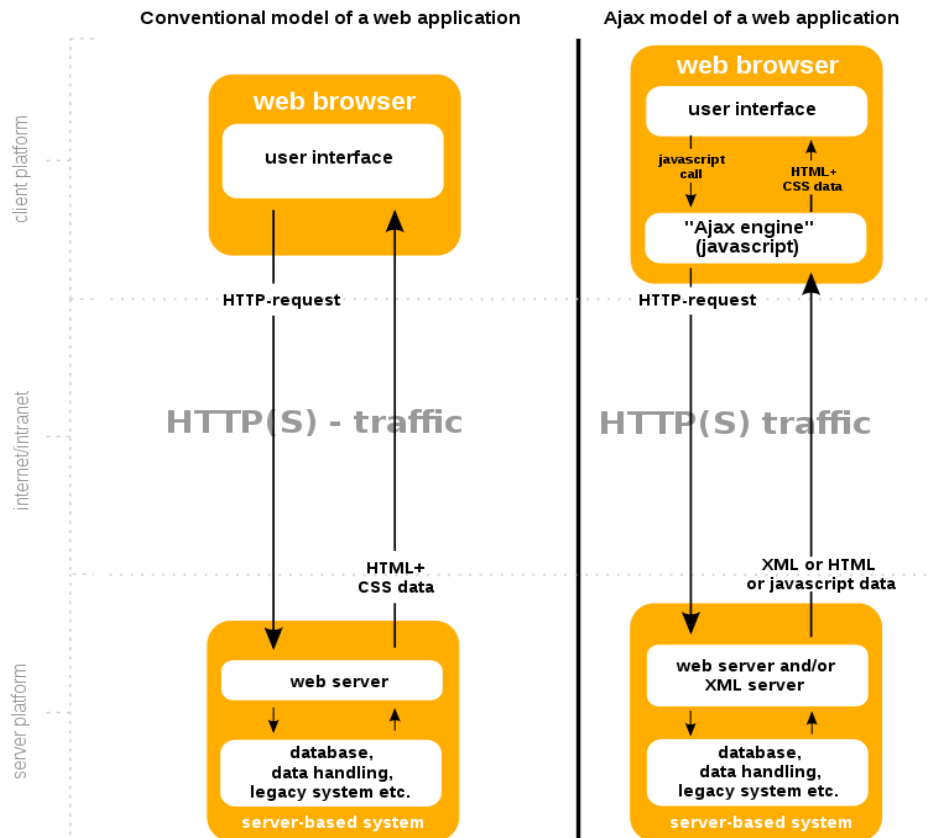 Conventional model of a web application
web browser
user interface
HTTP-request
HTTP(S) - traffic
HTML+
CSS data
web server
database,
data handling,
legacy system etc.
server-based system
Ajax model of a web application
web browser
user interface
javascript
call
HTML+
CSS data
"Ajax engine"
(javascript)
HTTP-request
HTTP(S) traffic
XML or HTML
or javascript data
web server and/or
XML server
database,
data handling,
legacy system etc.
server-based system
client platform
internet/intranet
server platform